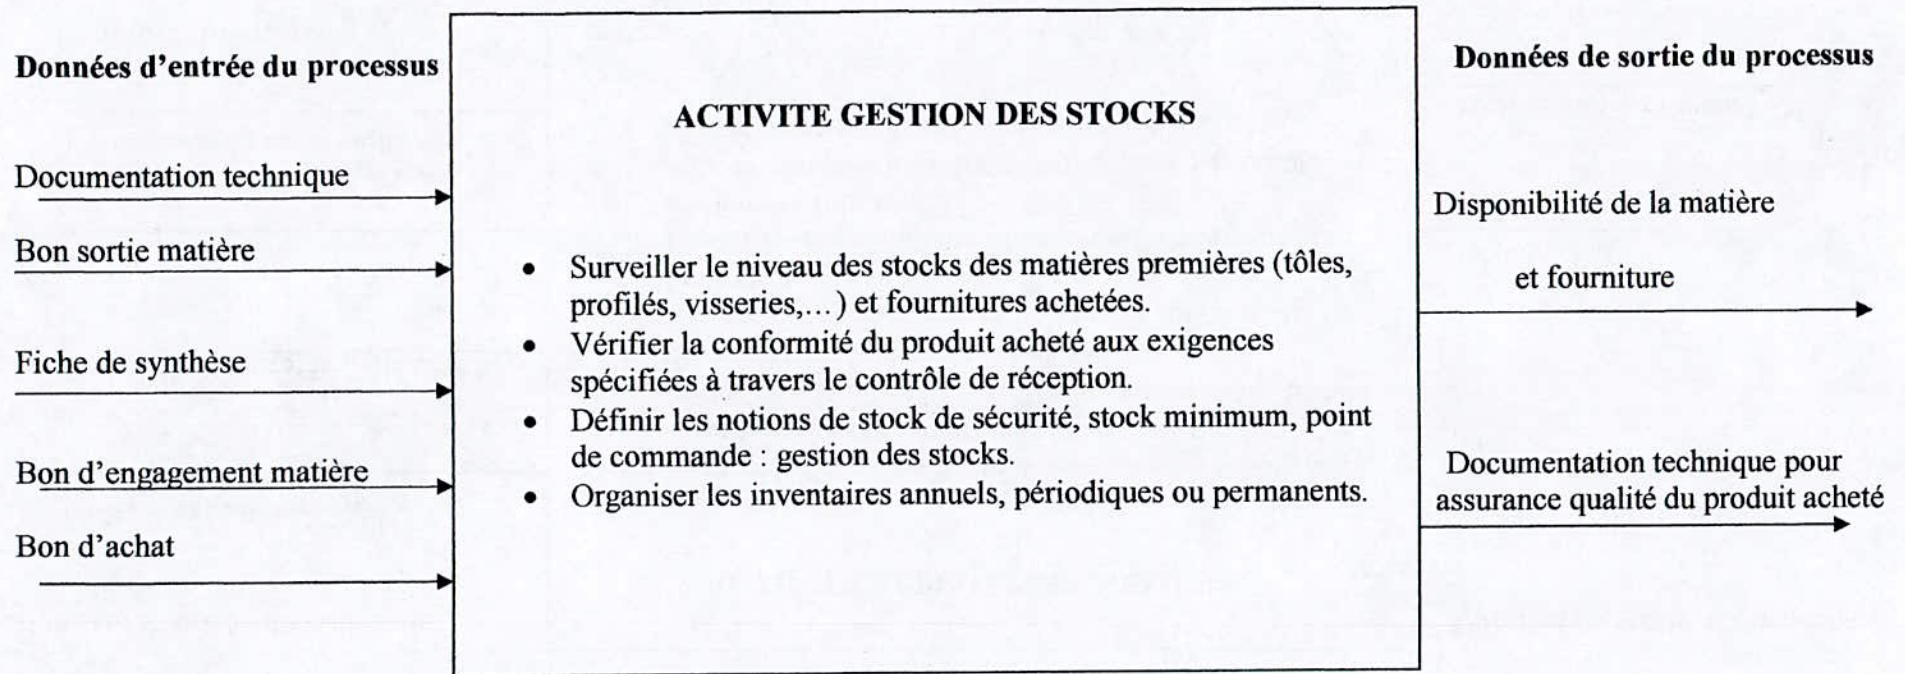 Données d'entrée du processus
Documentation technique
Bon sortie matière
Fiche de synthèse
Bon d'engagement matière
Bon d'achat
ACTIVITE GESTION DES STOCKS
• Surveiller le niveau des stocks des matières premières (tôles,
profilés, visseries,…) et fournitures achetées.
• Vérifier la conformité du produit acheté aux exigences
spécifiées à travers le contrôle de réception.
• Définir les notions de stock de sécurité, stock minimum, point
de commande : gestion des stocks.
• Organiser les inventaires annuels, périodiques ou permanents.
Données de sortie du processus
Disponibilité de la matière
et fourniture
Documentation technique pour
assurance qualité du produit acheté